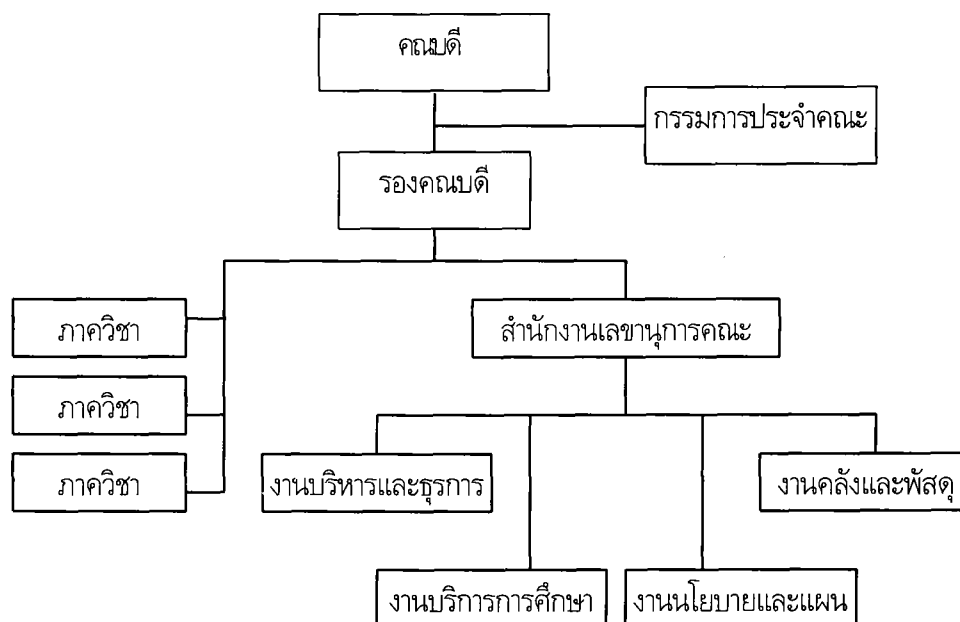 คณบดี
กรรมการประจำคณะ
รองคณบดี
ภาควิชา
สำนักงานเลขานุการคณะ
ภาควิชา
ภาควิชา
งานบริหารและธุรการ
งานคลังและพัสดุ
งานบริการการศึกษา
งานนโยบายและแผน